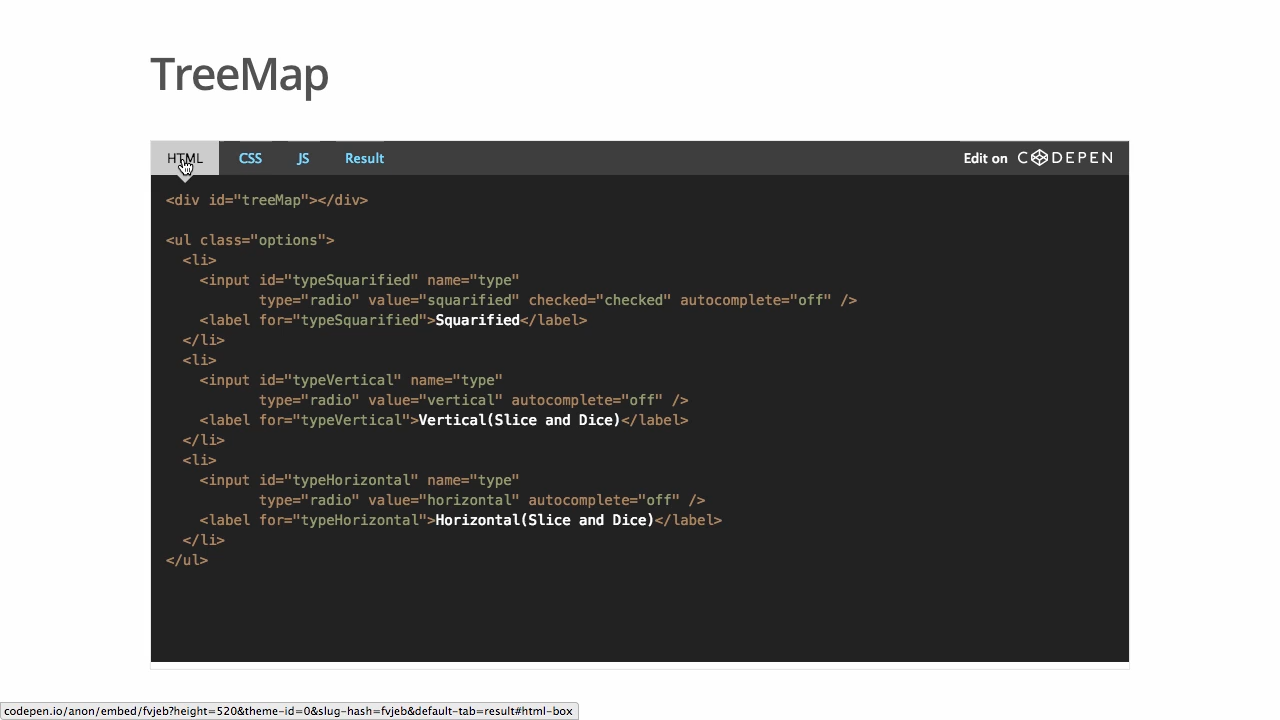 TreeMap
HTML CSS JS Result Edit on CODEPEN
<div id="treeMap"></div>
<ul class="options">
  <li>
    <input id="typeSquarified" name="type"
           type="radio" value="squarified" checked="checked" autocomplete="off" />
    <label for="typeSquarified">Squarified</label>
  </li>
  <li>
    <input id="typeVertical" name="type"
           type="radio" value="vertical" autocomplete="off" />
    <label for="typeVertical">Vertical(Slice and Dice)</label>
  </li>
  <li>
    <input id="typeHorizontal" name="type"
           type="radio" value="horizontal" autocomplete="off" />
    <label for="typeHorizontal">Horizontal(Slice and Dice)</label>
  </li>
</ul>
codepen.io/anon/embed/fvjeb?height=520&theme-id=0&slug-hash=fvjeb&default-tab=result#html-box